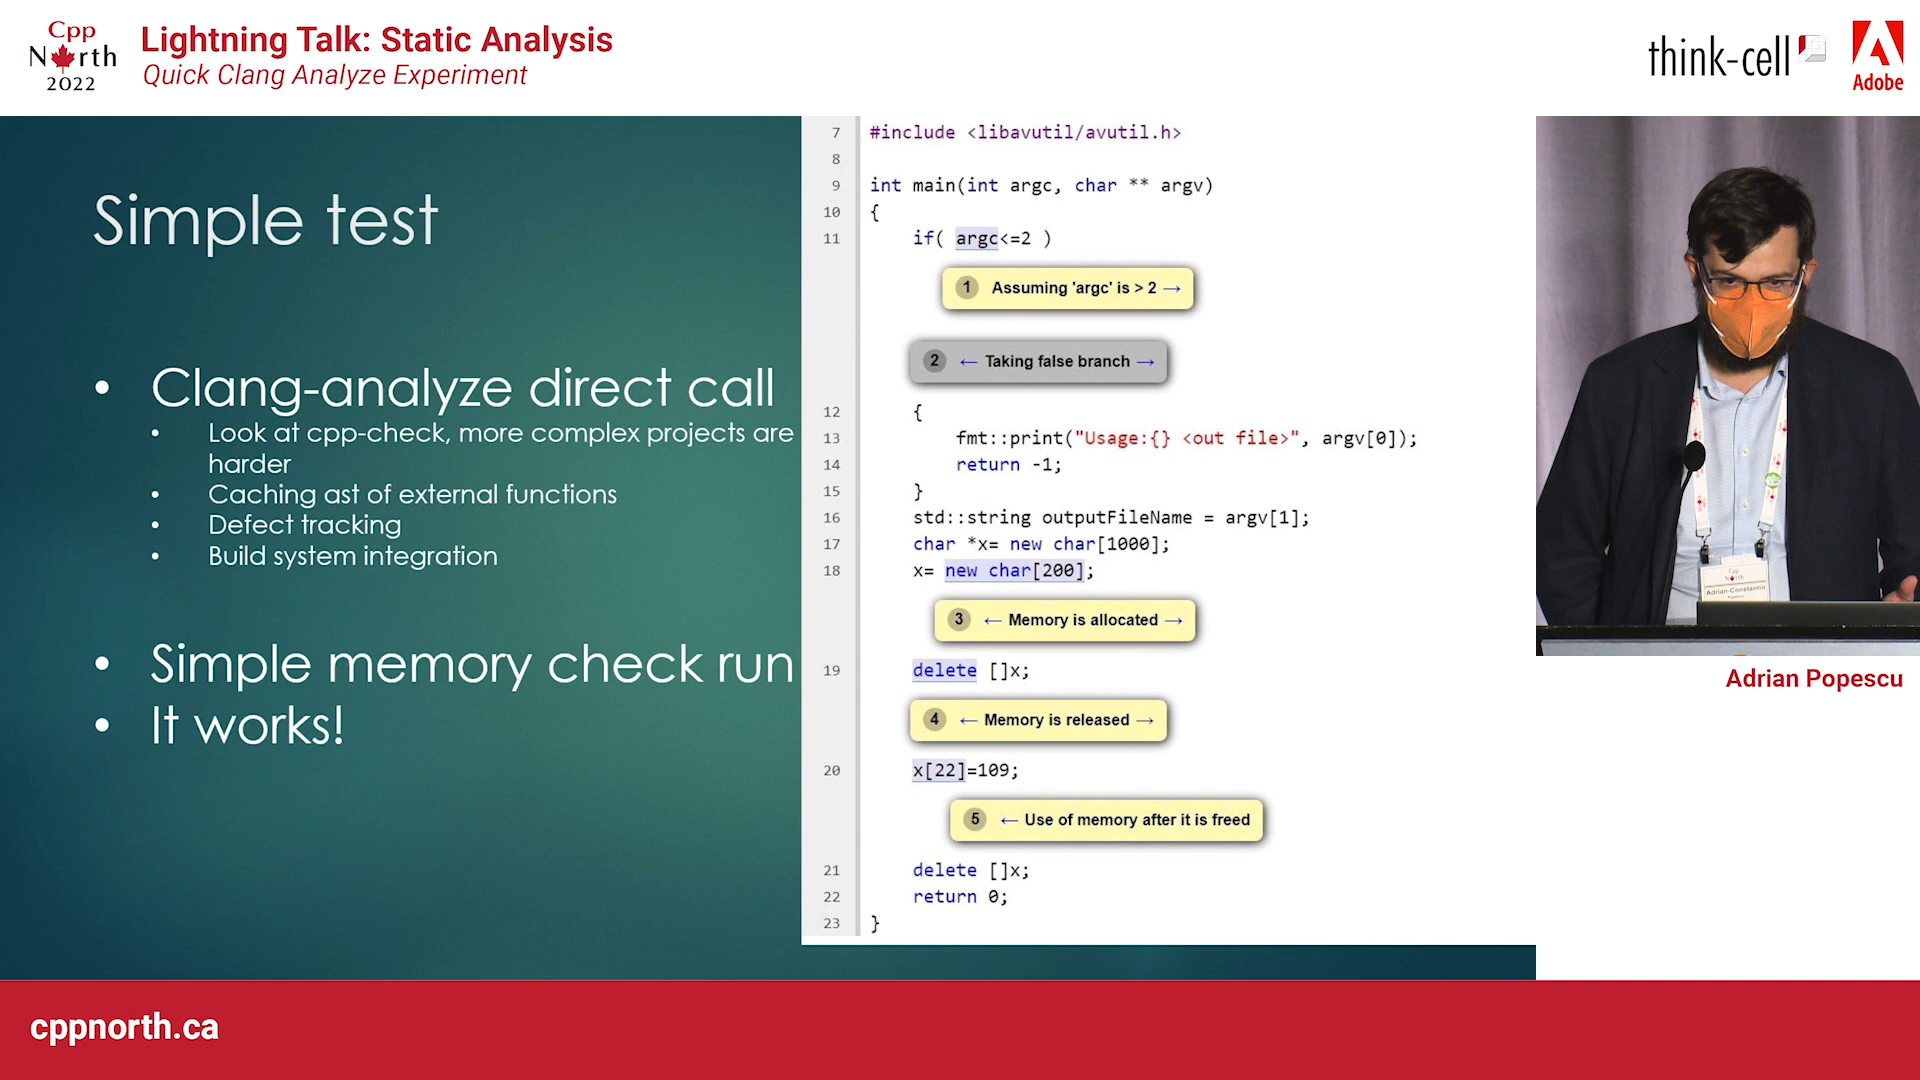 Cpp
North
2022
Lightning Talk: Static Analysis
Quick Clang Analyze Experiment
think-cell
Adobe
Simple test
• Clang-analyze direct call
• Look at cpp-check, more complex projects are
harder
• Caching ast of external functions
• Defect tracking
• Build system integration
• Simple memory check run
• It works!
7 #include <libavutil/avutil.h>
8
9 int main(int argc, char ** argv)
10 {
11 if( argc<=2 )
1 Assuming 'argc' is > 2 →
2 ← Taking false branch →
12 {
13 fmt::print("Usage:{} <out file>", argv[0]);
14 return -1;
15 }
16 std::string outputFileName = argv[1];
17 char *x= new char[1000];
18 x= new char[200];
3 ← Memory is allocated →
19 delete []x;
4 ← Memory is released →
20 x[22]=109;
5 ← Use of memory after it is freed
21 delete []x;
22 return 0;
23 }
Cpp
North
Adrian-Constantin
Adrian Popescu
cppnorth.ca